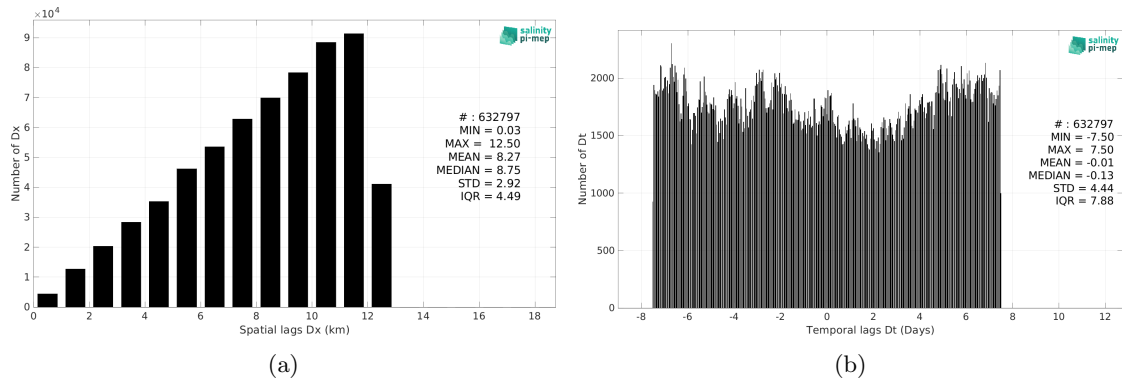 ×10⁴
9
8
7
6
5
4
3
2
1
0
Number of Dx
0 2 4 6 8 10 12 14 16 18
Spatial lags Dx (km)
salinity
pi-mep
# : 632797
MIN = 0.03
MAX = 12.50
MEAN = 8.27
MEDIAN = 8.75
STD = 2.92
IQR = 4.49
(a)
2000
1500
1000
500
0
Number of Dt
-8 -6 -4 -2 0 2 4 6 8 10 12
Temporal lags Dt (Days)
salinity
pi-mep
# : 632797
MIN = -7.50
MAX = 7.50
MEAN = -0.01
MEDIAN = -0.13
STD = 4.44
IQR = 7.88
(b)